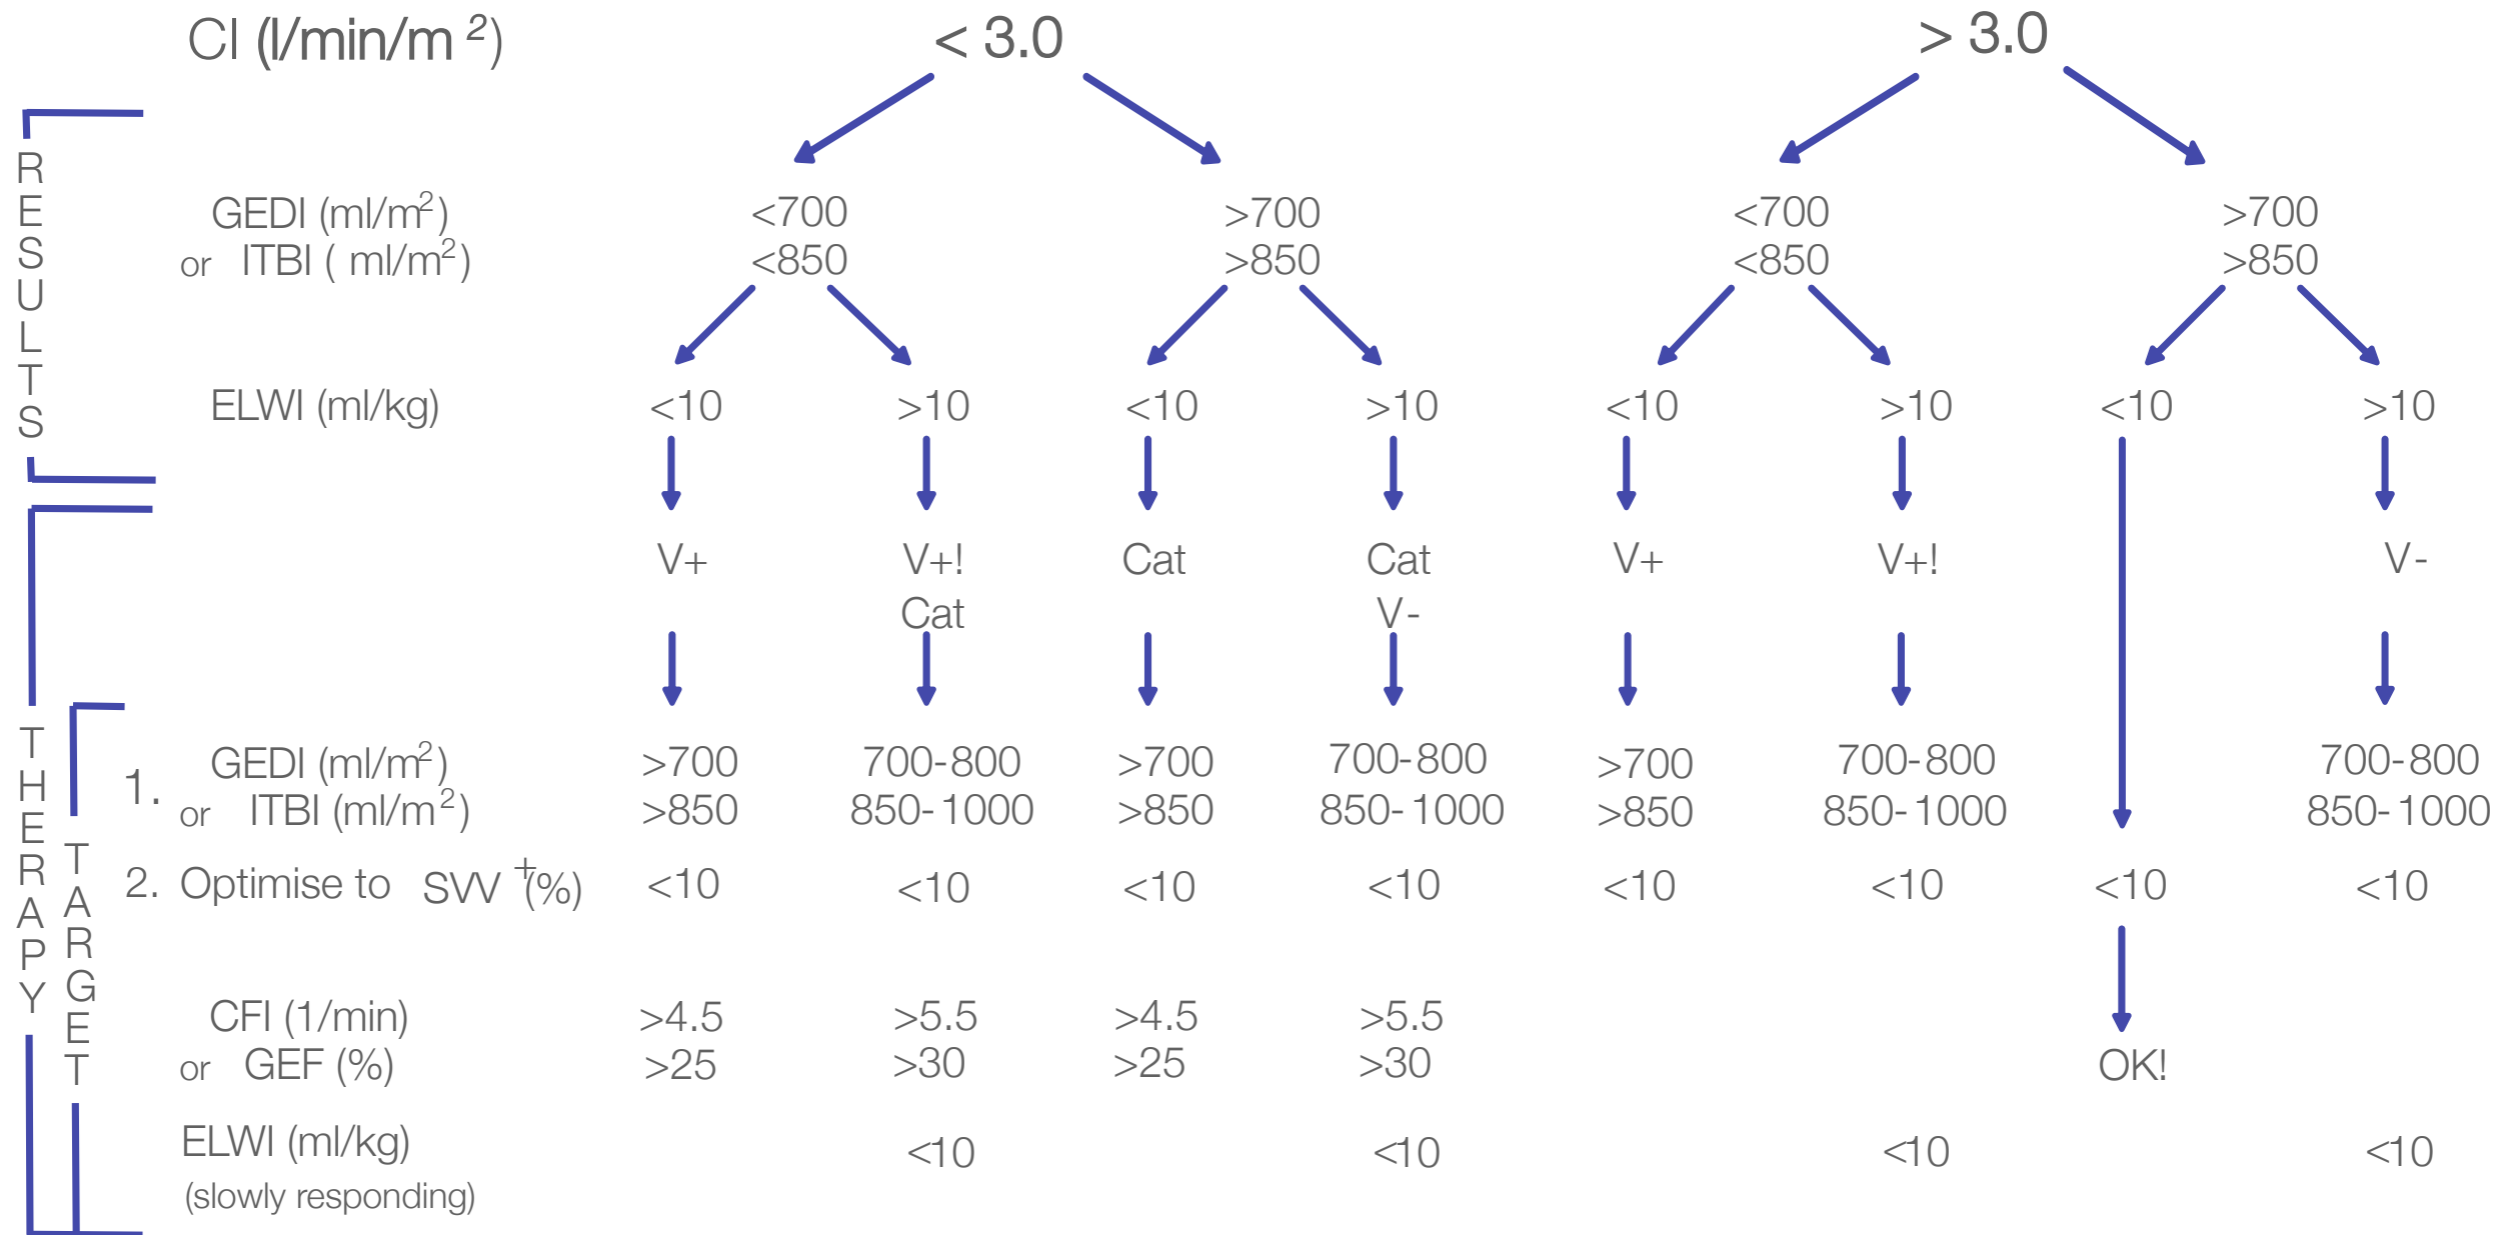 CI (l/min/m²) < 3.0 > 3.0
RESULTS
GEDI (ml/m²) <700 >700 <700 >700
or ITBI ( ml/m²) <850 >850 <850 >850
ELWI (ml/kg) <10 >10 <10 >10 <10 >10 <10 >10
THERAPY
V+ V+! Cat Cat V+ V+! V-
Cat V-
TARGET
1. GEDI (ml/m²) >700 700-800 >700 700-800 >700 700-800 700-800
or ITBI (ml/m²) >850 850-1000 >850 850-1000 >850 850-1000 850-1000
2. Optimise to SVV⁺(%) <10 <10 <10 <10 <10 <10 <10 <10
CFI (1/min) >4.5 >5.5 >4.5 >5.5
or GEF (%) >25 >30 >25 >30 OK!
ELWI (ml/kg) <10 <10 <10 <10
(slowly responding)